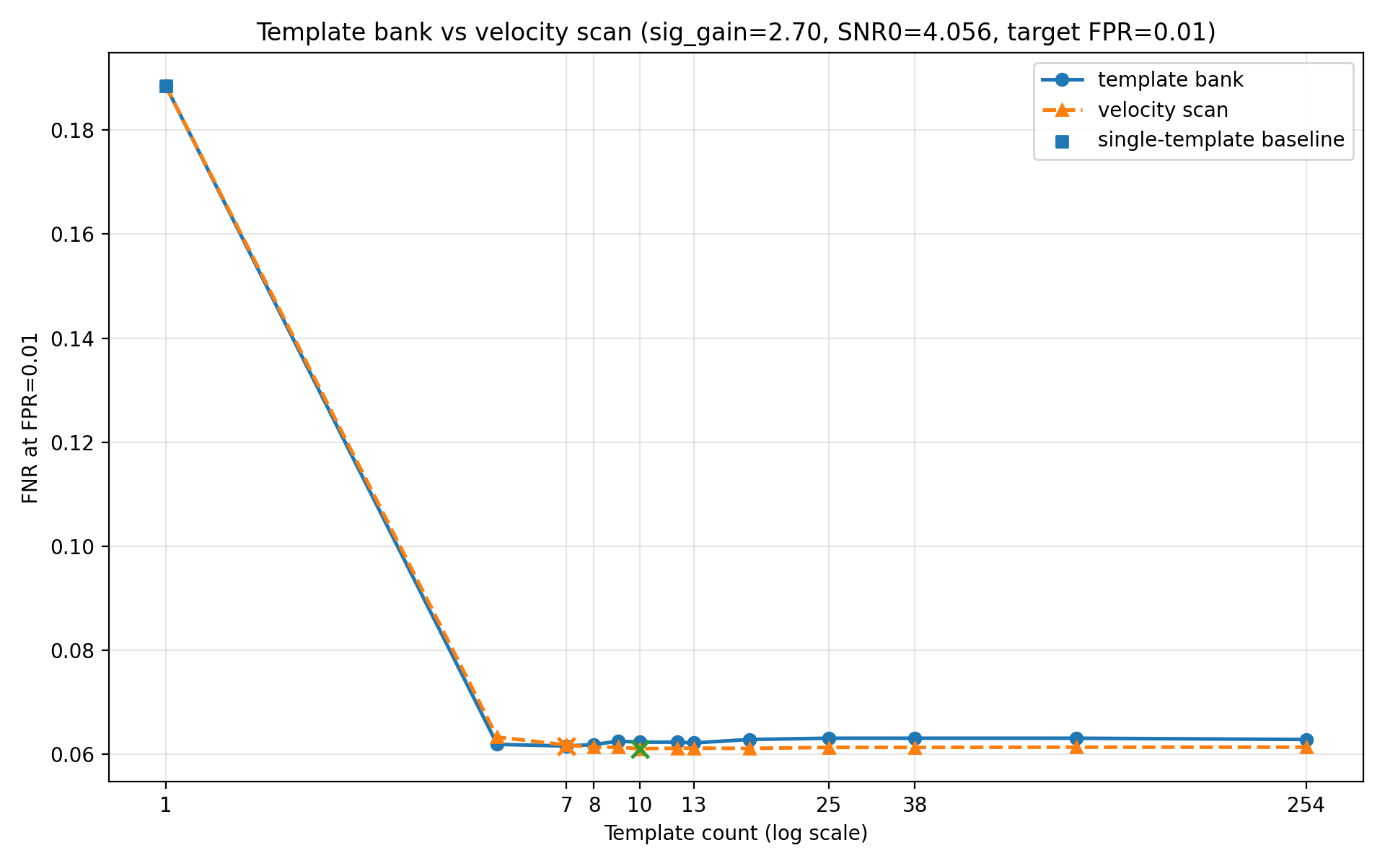 Template bank vs velocity scan (sig_gain=2.70, SNR0=4.056, target FPR=0.01)
template bank
velocity scan
single-template baseline
FNR at FPR=0.01
0.18
0.16
0.14
0.12
0.10
0.08
0.06
1 7 8 10 13 25 38 254
Template count (log scale)